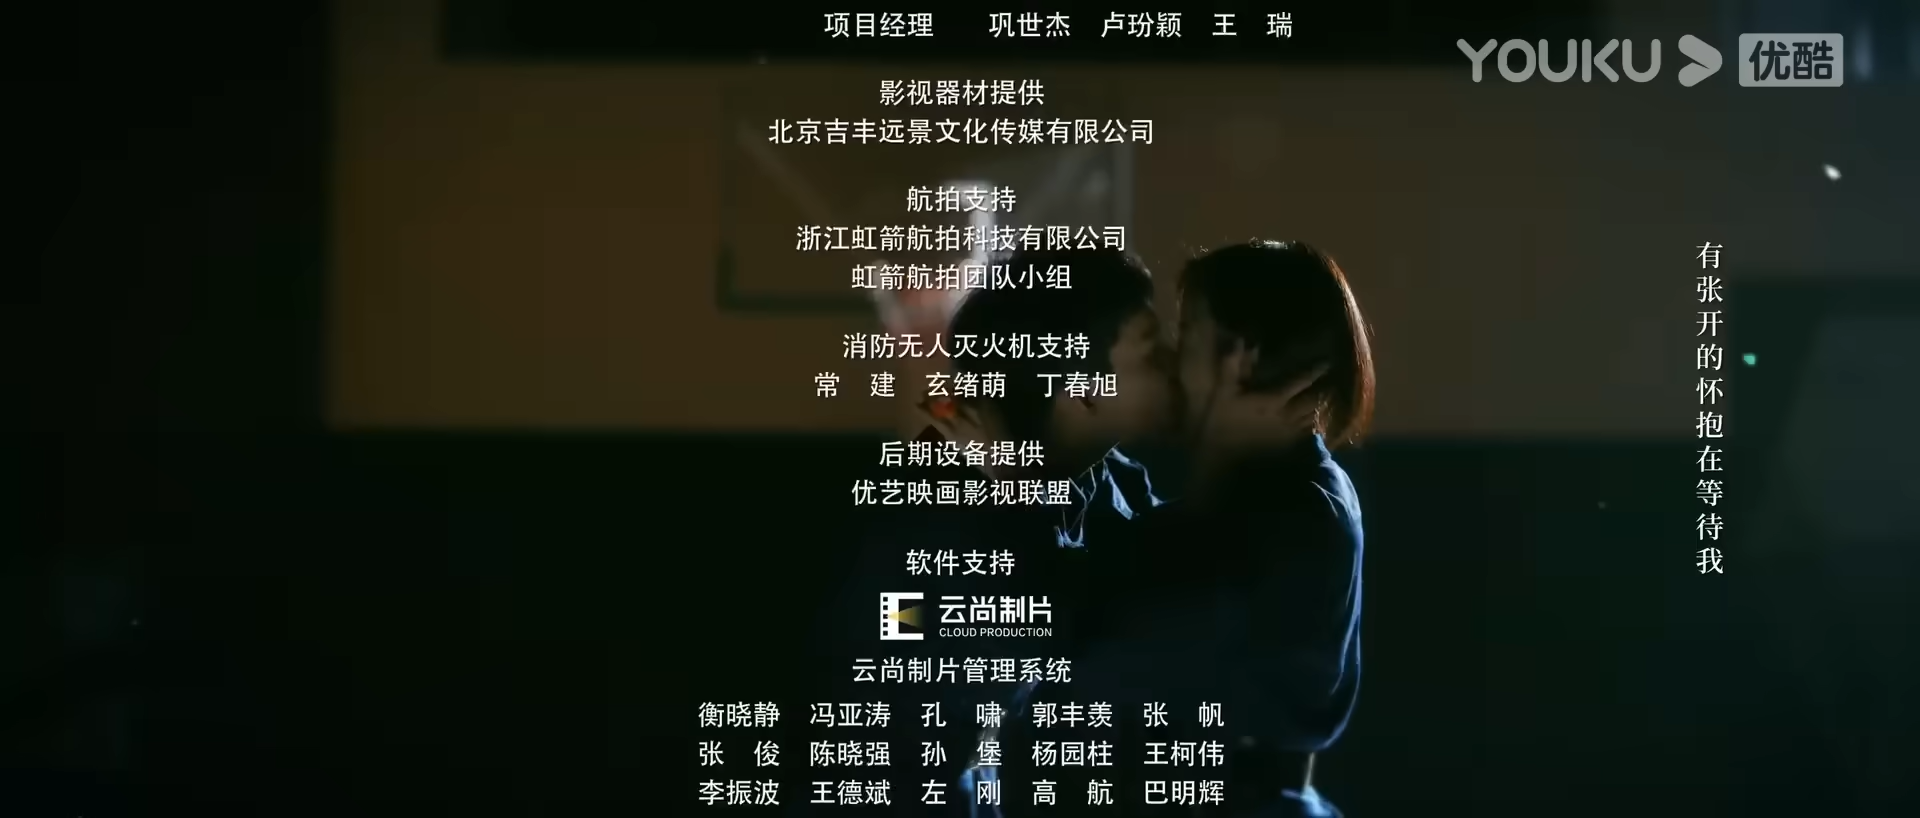 项目经理 巩世杰 卢玢颖 王 瑞
YOUKU 优酷
影视器材提供
北京吉丰远景文化传媒有限公司
航拍支持
浙江虹箭航拍科技有限公司
虹箭航拍团队小组
消防无人灭火机支持
常 建 玄绪萌 丁春旭
后期设备提供
优艺映画影视联盟
软件支持
云尚制片
CLOUD PRODUCTION
云尚制片管理系统
衡晓静 冯亚涛 孔 啸 郭丰羡 张 帆
张 俊 陈晓强 孙 堡 杨园柱 王柯伟
李振波 王德斌 左 刚 高 航 巴明辉
有张开的怀抱在等待我